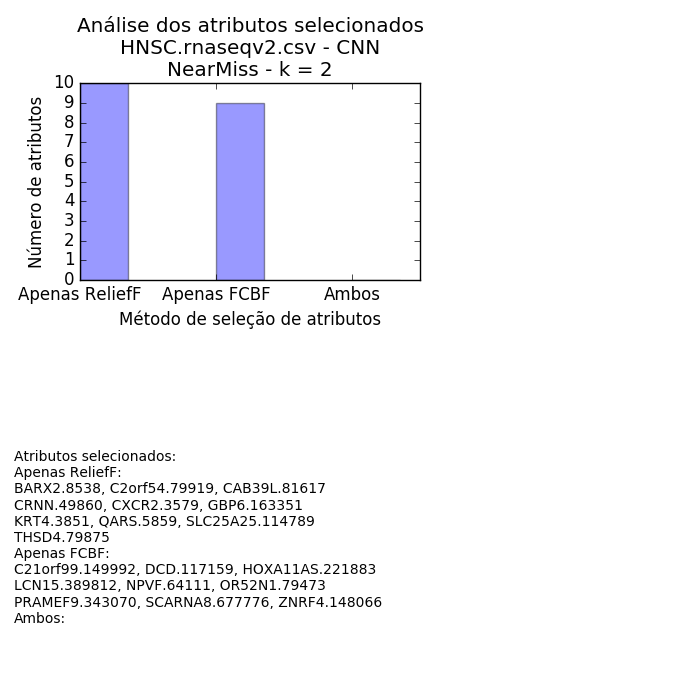 Análise dos atributos selecionados
HNSC.rnaseqv2.csv - CNN
NearMiss - k = 2
10
9
8
7
6
5
4
3
2
1
0
Número de atributos
Apenas ReliefF
Apenas FCBF
Ambos
Método de seleção de atributos
Atributos selecionados:
Apenas ReliefF:
BARX2.8538, C2orf54.79919, CAB39L.81617
CRNN.49860, CXCR2.3579, GBP6.163351
KRT4.3851, QARS.5859, SLC25A25.114789
THSD4.79875
Apenas FCBF:
C21orf99.149992, DCD.117159, HOXA11AS.221883
LCN15.389812, NPVF.64111, OR52N1.79473
PRAMEF9.343070, SCARNA8.677776, ZNRF4.148066
Ambos: